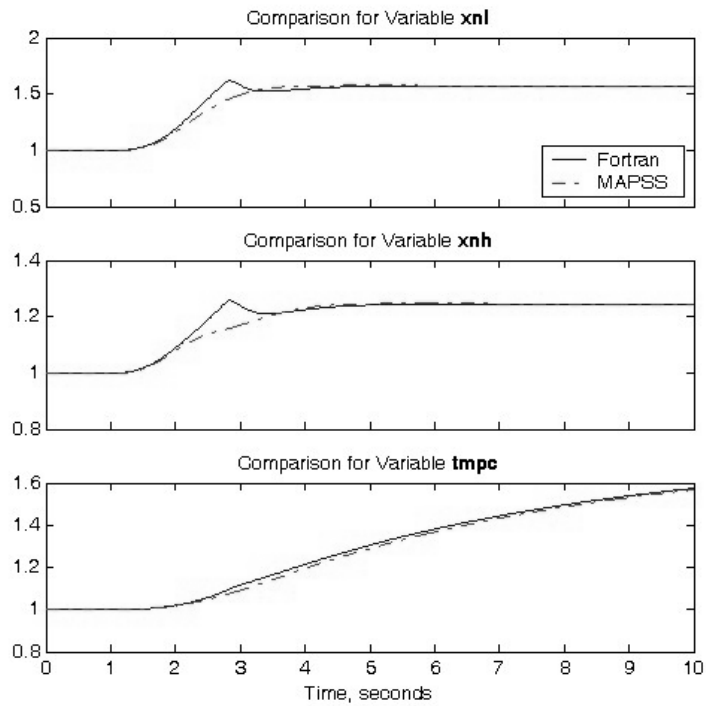 Comparison for Variable xnl
2
1.5
1
0.5
Fortran
MAPSS
Comparison for Variable xnh
1.4
1.2
1
0.8
Comparison for Variable tmpc
1.6
1.4
1.2
1
0.8
0 1 2 3 4 5 6 7 8 9 10
Time, seconds